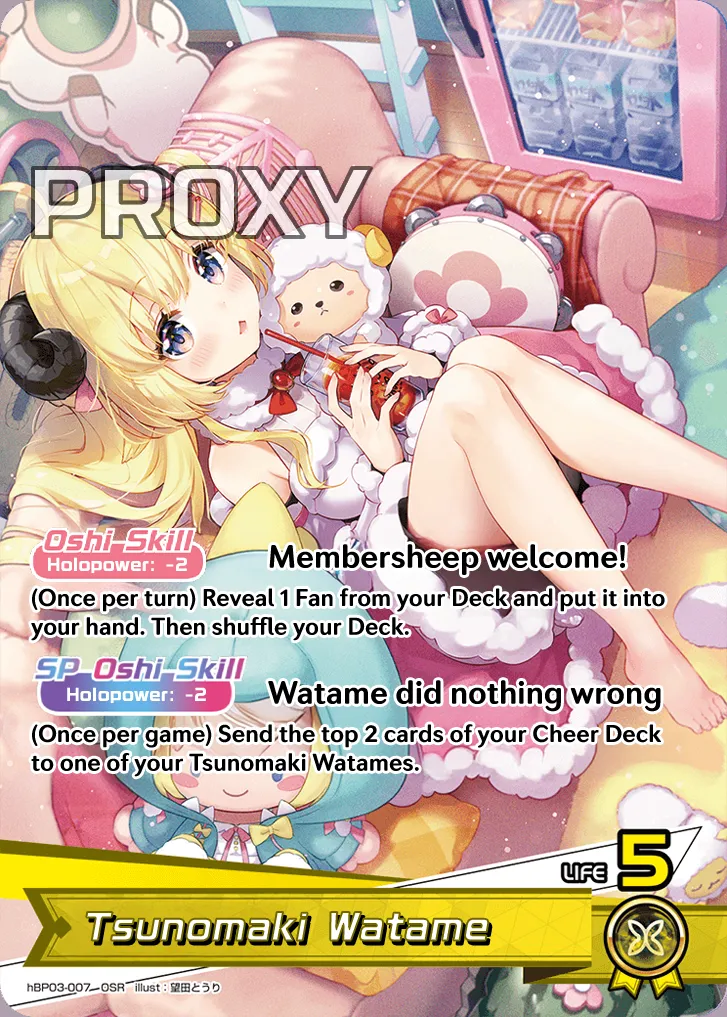 PROXY
Oshi Skill
Holopower: -2
Membersheep welcome!
(Once per turn) Reveal 1 Fan from your Deck and put it into
your hand. Then shuffle your Deck.
SP Oshi Skill
Holopower: -2
Watame did nothing wrong
(Once per game) Send the top 2 cards of your Cheer Deck
to one of your Tsunomaki Watames.
LIFE 5
Tsunomaki Watame
hBP03-007 OSR illust：望田とうり